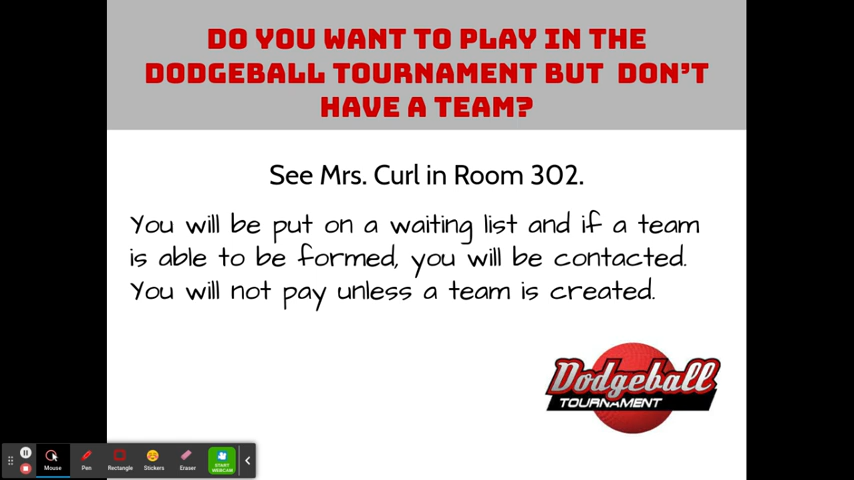 DO YOU WANT TO PLAY IN THE
DODGEBALL TOURNAMENT BUT DON'T
HAVE A TEAM?
See Mrs. Curl in Room 302.
You will be put on a waiting list and if a team
is able to be formed, you will be contacted.
You will not pay unless a team is created.
Dodgeball
TOURNAMENT
Mouse
Pen
Rectangle
Stickers
Eraser
START
WEBCAM